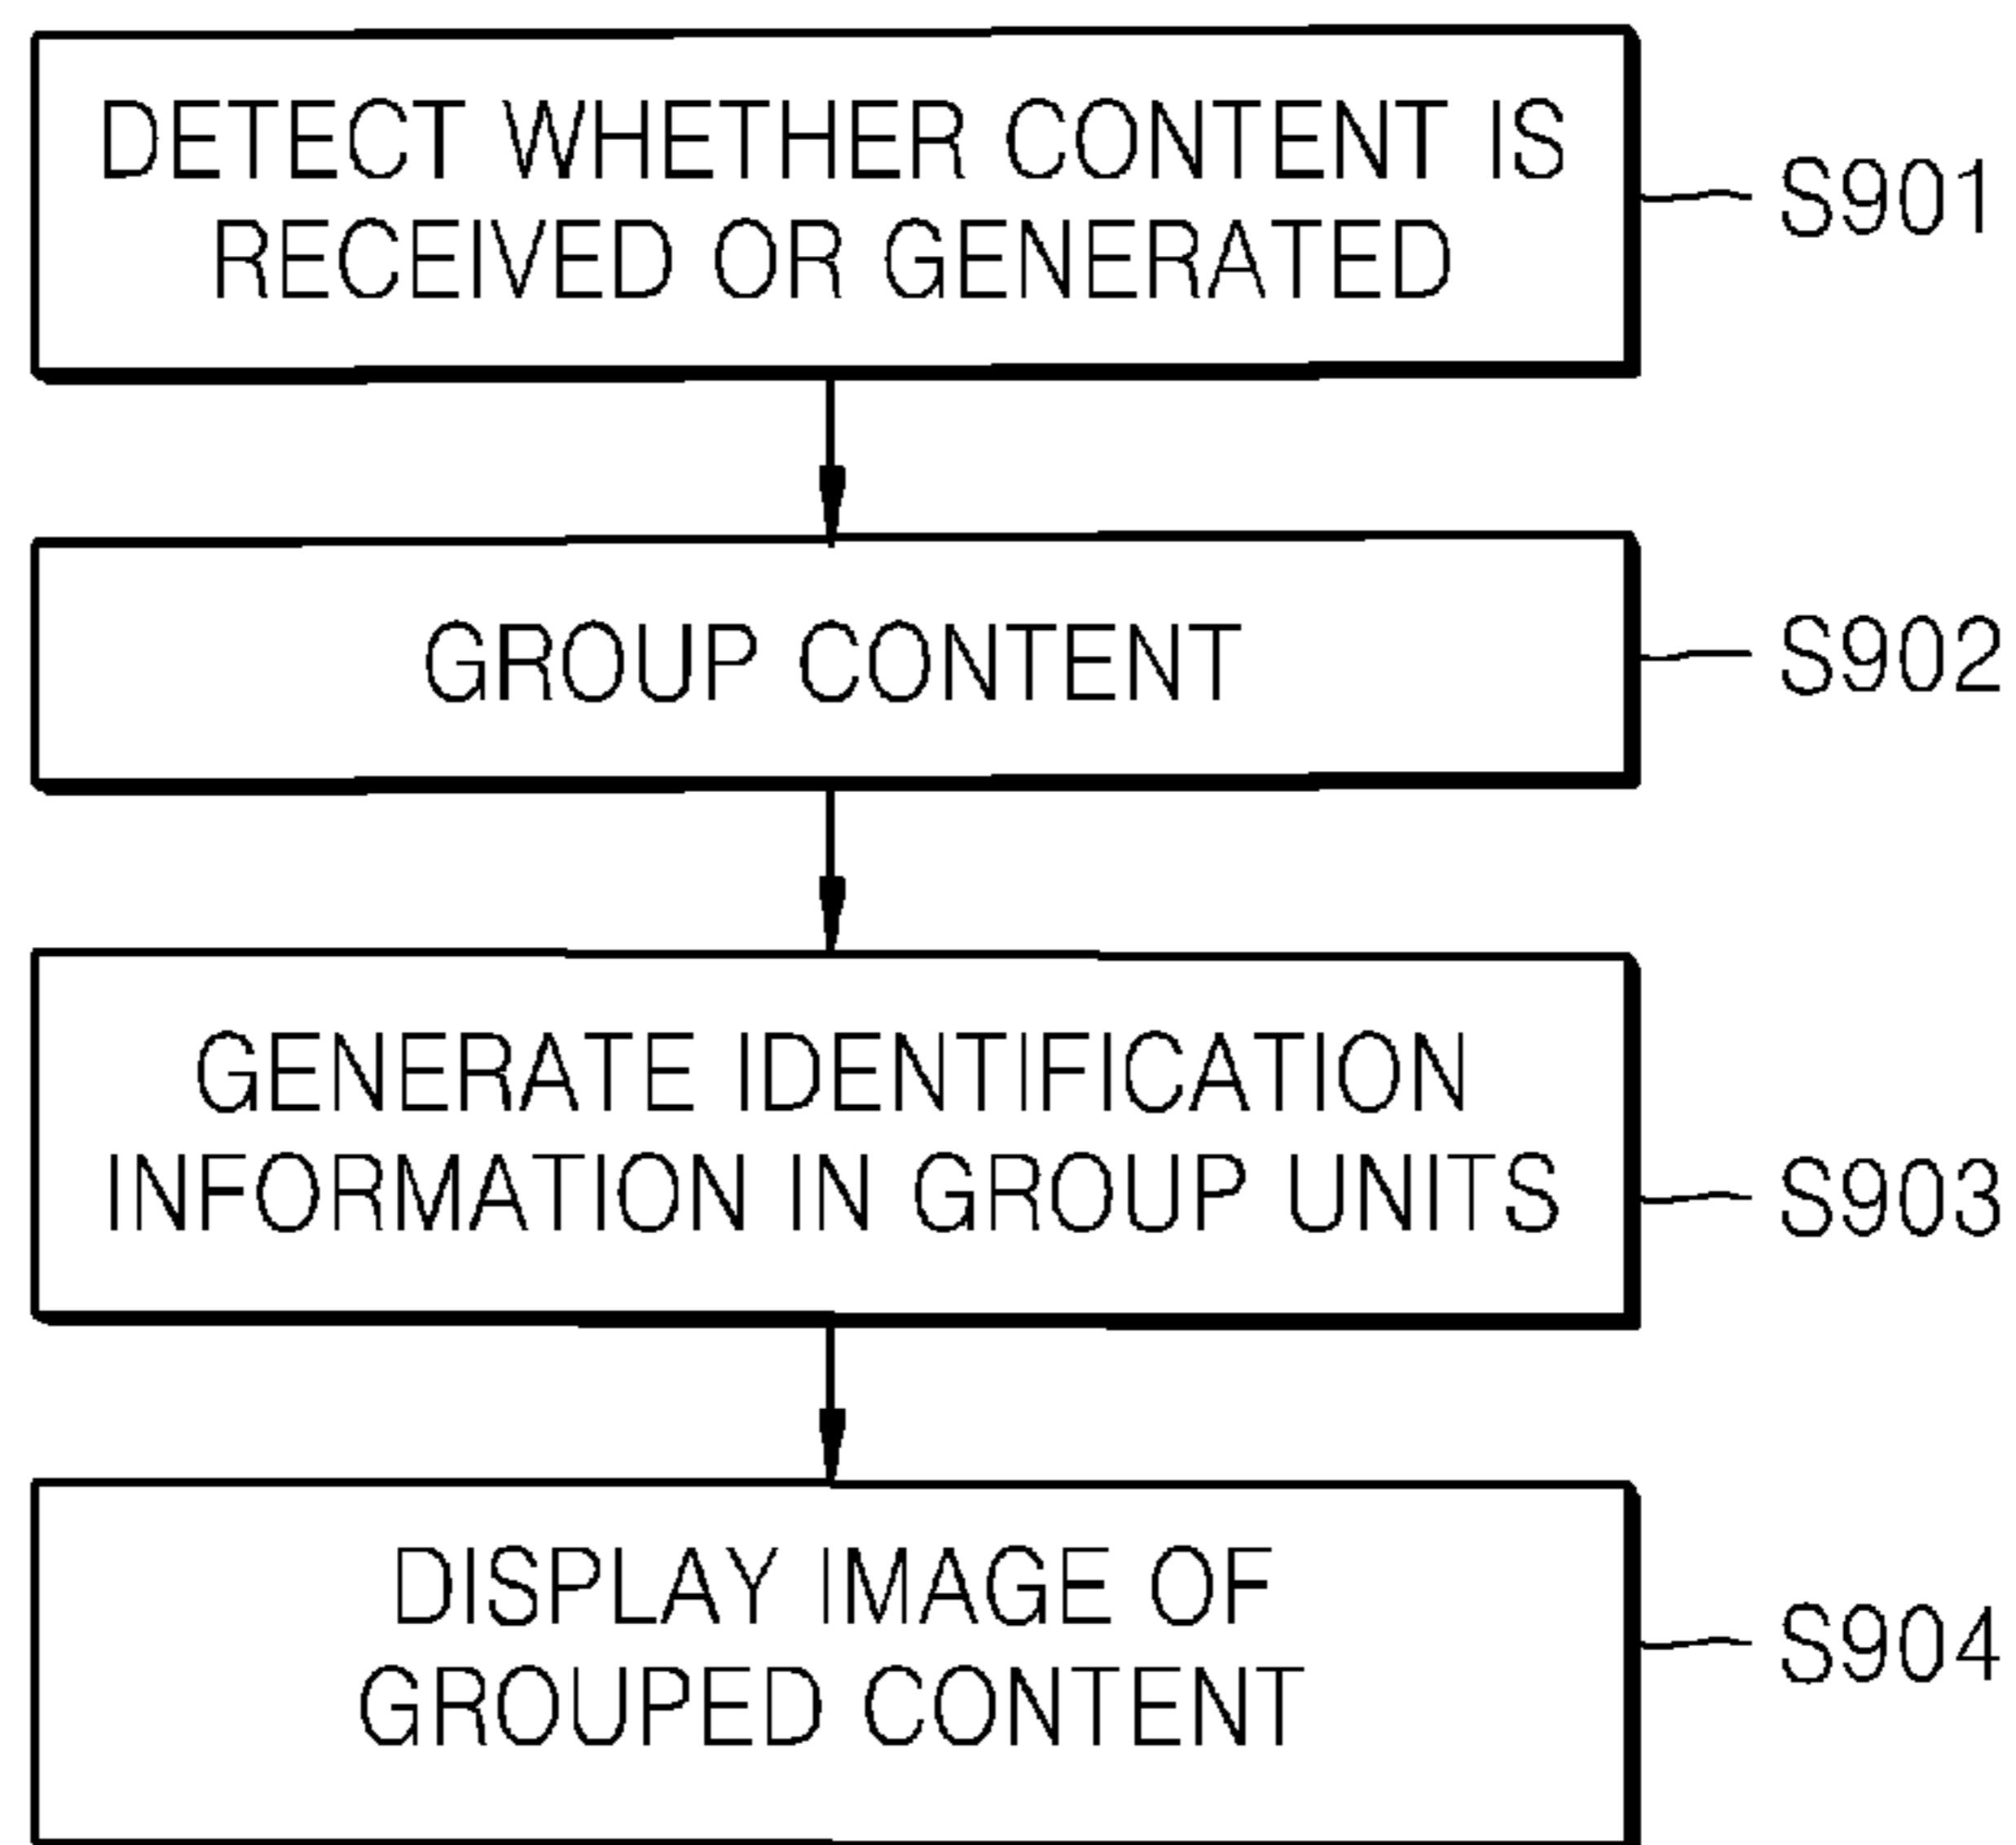 DETECT WHETHER CONTENT IS
RECEIVED OR GENERATED
S901
GROUP CONTENT
S902
GENERATE IDENTIFICATION
INFORMATION IN GROUP UNITS
S903
DISPLAY IMAGE OF
GROUPED CONTENT
S904